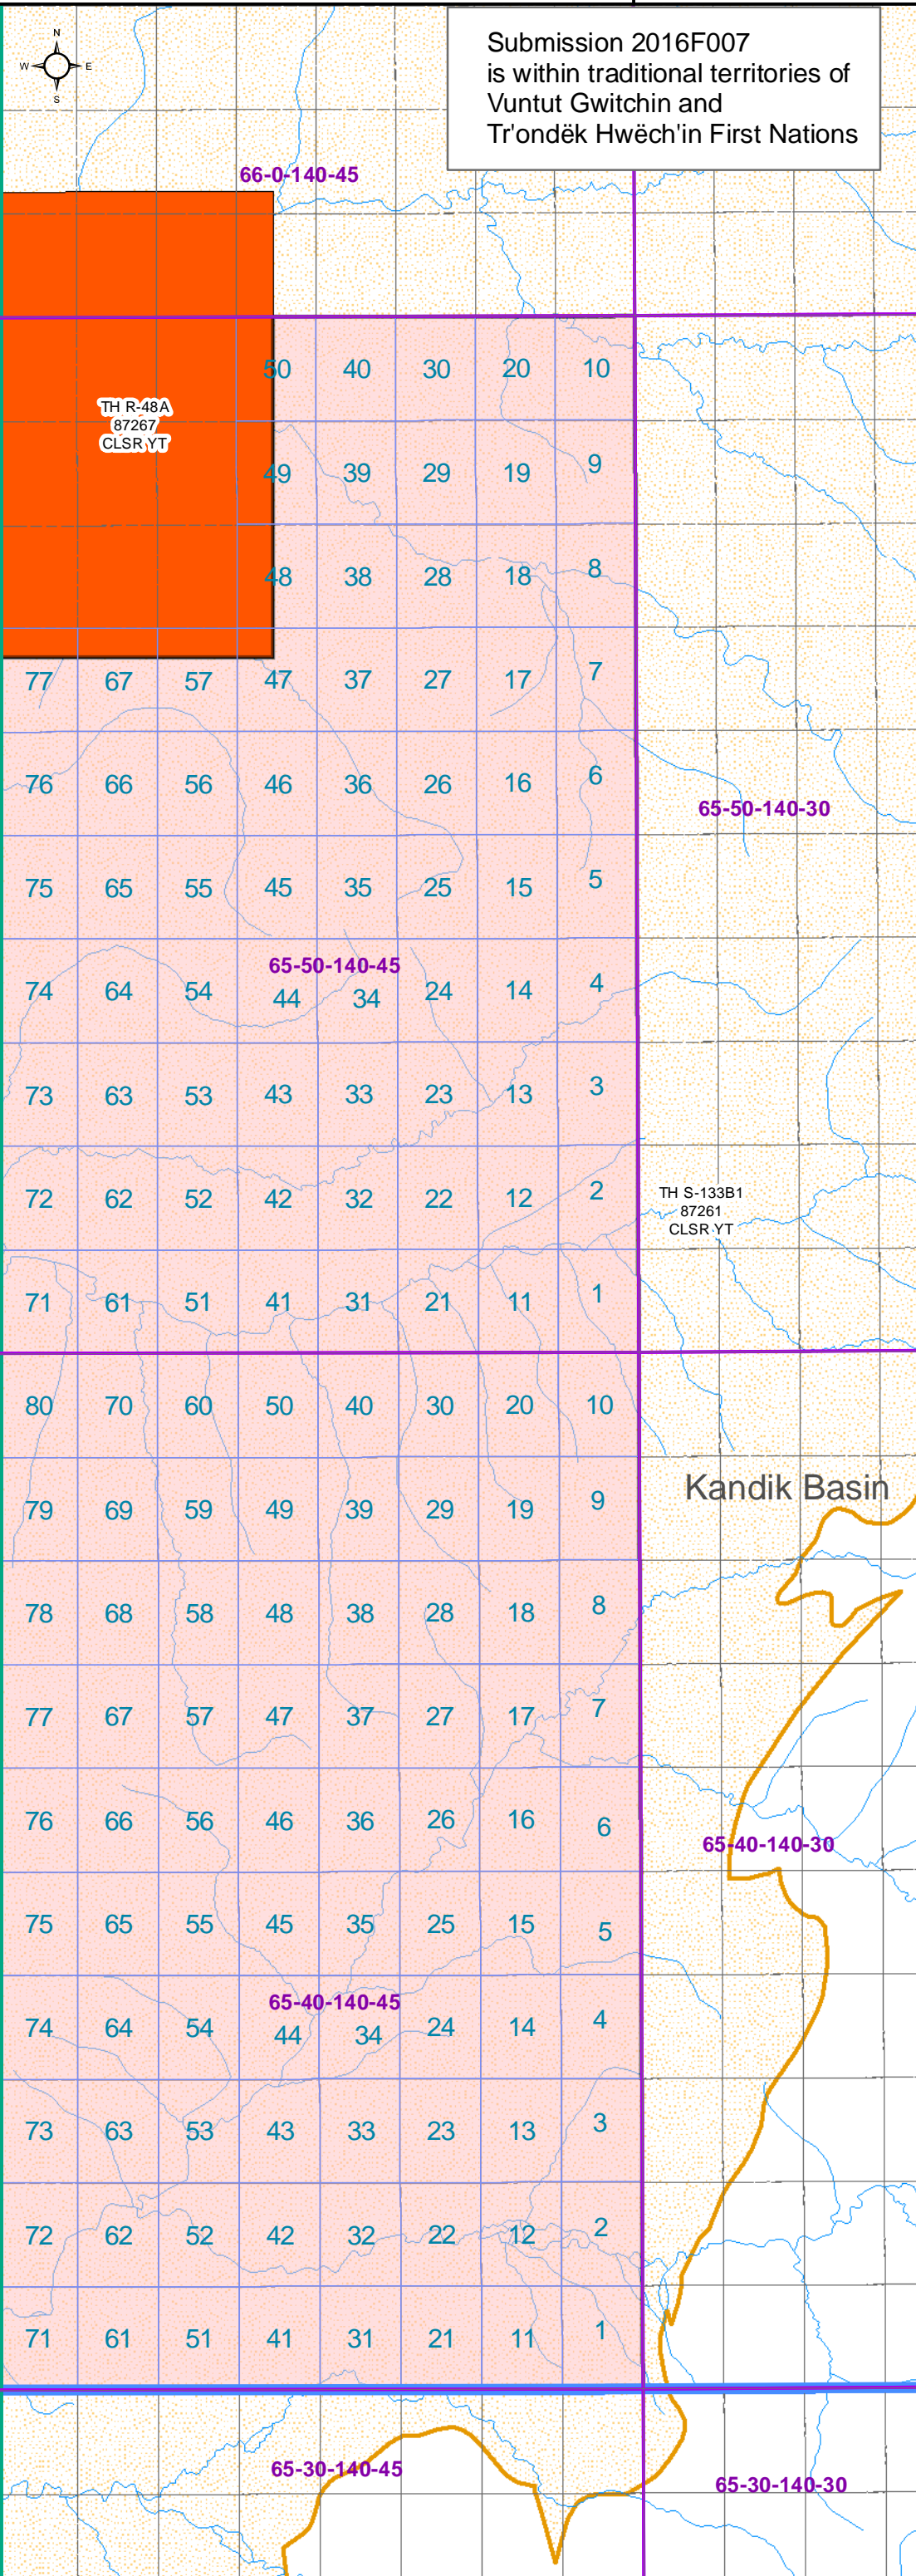 N
W E
S
Submission 2016F007
is within traditional territories of
Vuntut Gwitchin and
Tr'ondëk Hwëch'in First Nations
66-0-140-45
50 40 30 20 10
TH R-48A
87267
CLSR YT
49 39 29 19 9
48 38 28 18 8
77 67 57 47 37 27 17 7
76 66 56 46 36 26 16 6
65-50-140-30
75 65 55 45 35 25 15 5
65-50-140-45
74 64 54 44 34 24 14 4
73 63 53 43 33 23 13 3
72 62 52 42 32 22 12 2
TH S-133B1
87261
CLSR YT
71 61 51 41 31 21 11 1
80 70 60 50 40 30 20 10
Kandik Basin
79 69 59 49 39 29 19 9
78 68 58 48 38 28 18 8
77 67 57 47 37 27 17 7
76 66 56 46 36 26 16 6
65-40-140-30
75 65 55 45 35 25 15 5
65-40-140-45
74 64 54 44 34 24 14 4
73 63 53 43 33 23 13 3
72 62 52 42 32 22 12 2
71 61 51 41 31 21 11 1
65-30-140-45
65-30-140-30